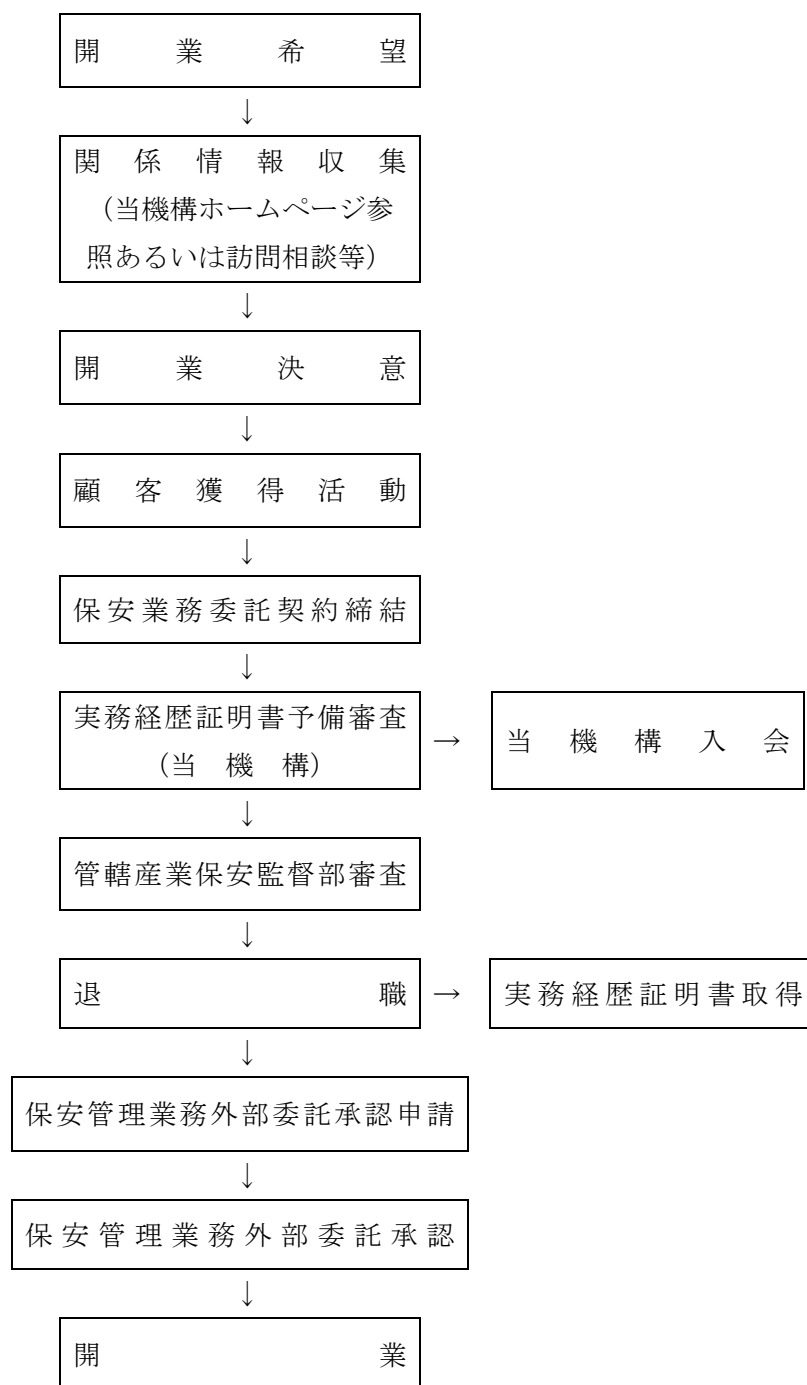 開業希望
↓
関係情報収集
（当機構ホームページ参
照あるいは訪問相談等）
↓
開業決意
↓
顧客獲得活動
↓
保安業務委託契約締結
↓
実務経歴証明書予備審査
（当機構）
→
当機構入会
↓
管轄産業保安監督部審査
↓
退職
→
実務経歴証明書取得
↓
保安管理業務外部委託承認申請
↓
保安管理業務外部委託承認
↓
開業